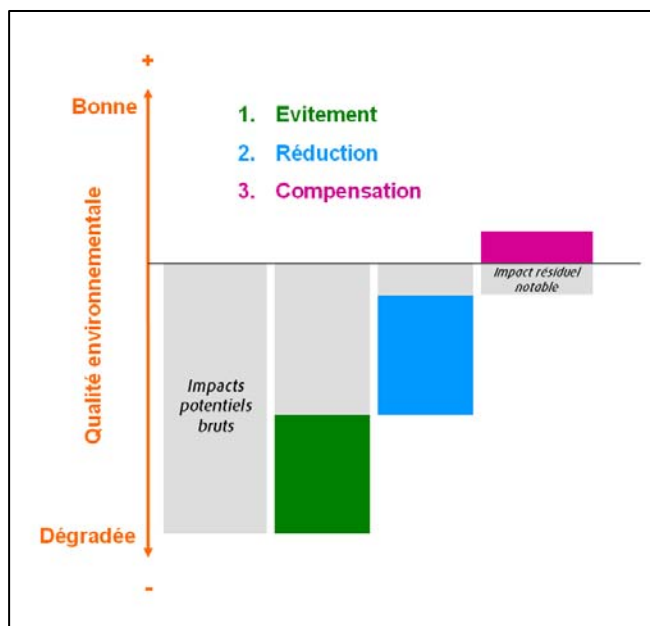 +
Bonne
1. Evitement
2. Réduction
3. Compensation
Qualité environnementale
Impact résiduel
notable
Impacts
potentiels
bruts
Dégradée
-